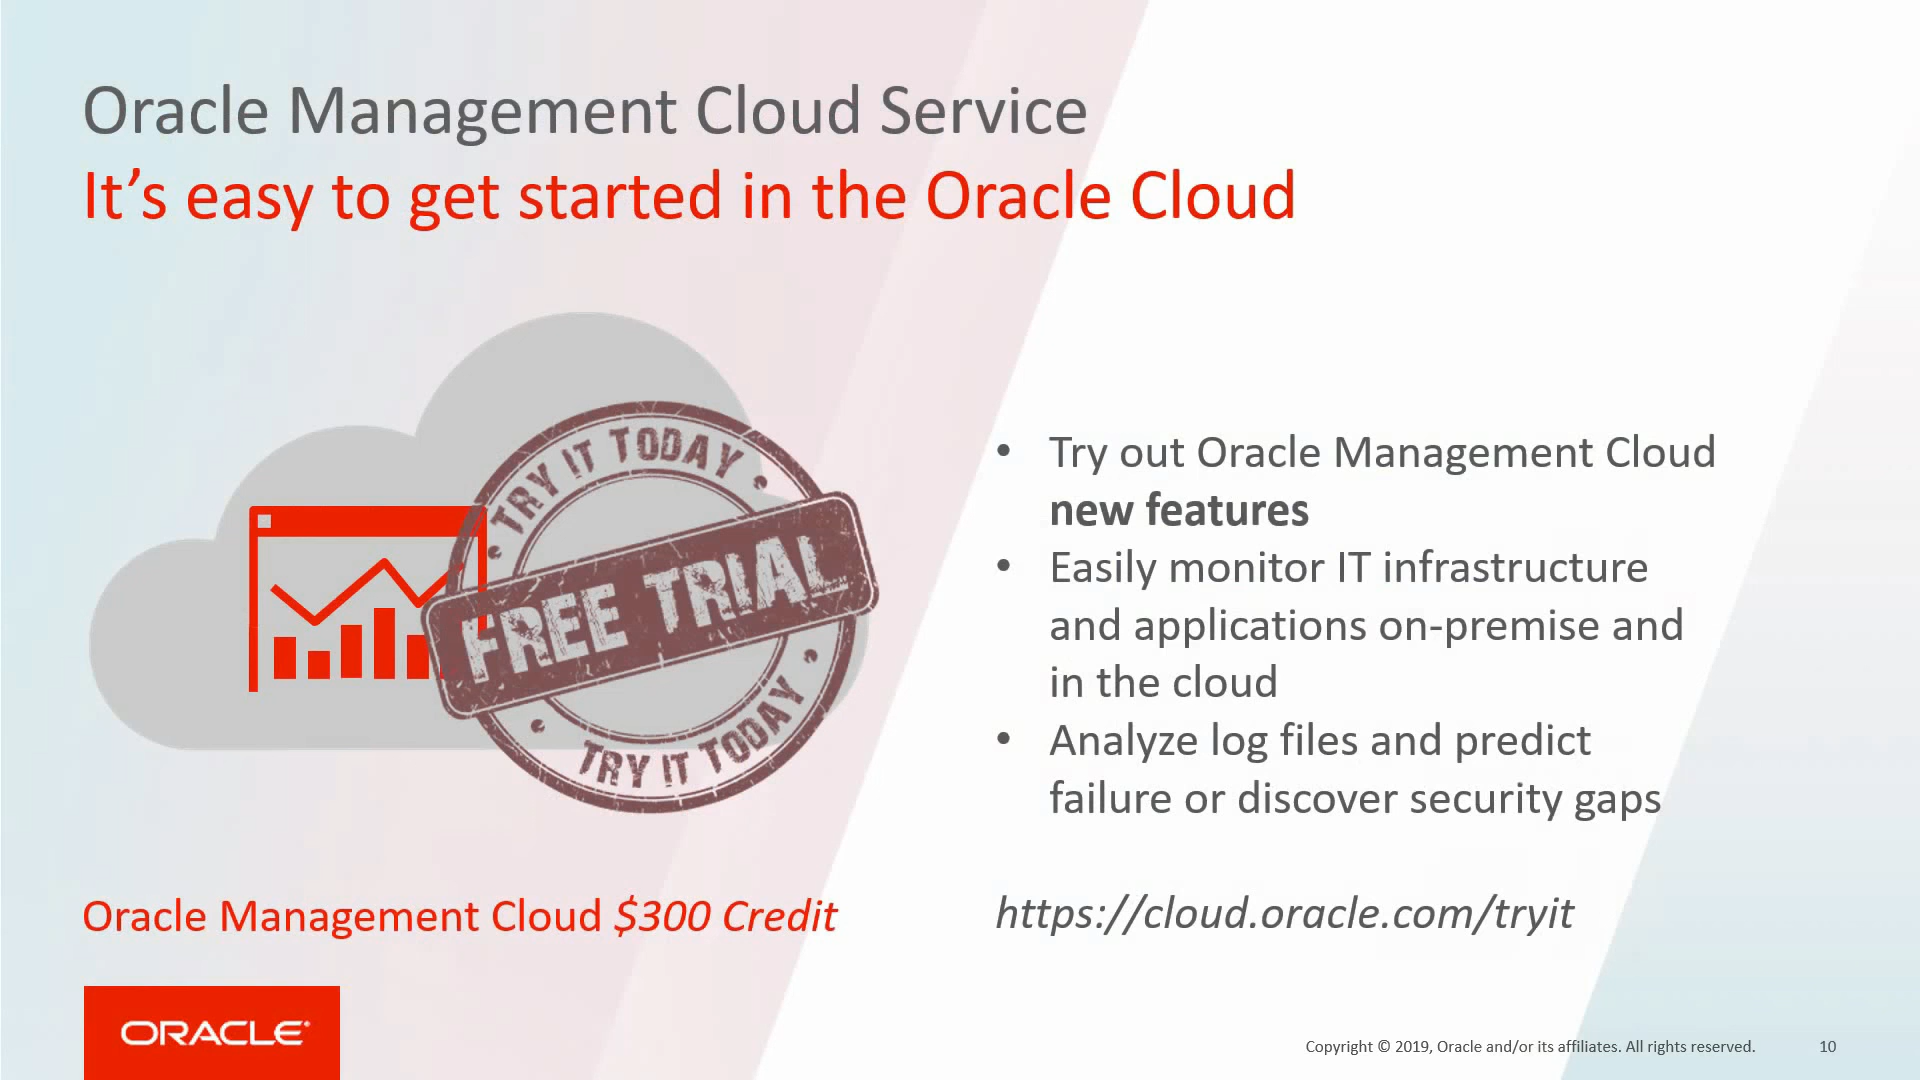 Oracle Management Cloud Service
It’s easy to get started in the Oracle Cloud
• TRY IT TODAY •
FREE TRIAL
• TRY IT TODAY •
• Try out Oracle Management Cloud
new features
• Easily monitor IT infrastructure
and applications on-premise and
in the cloud
• Analyze log files and predict
failure or discover security gaps
Oracle Management Cloud $300 Credit
https://cloud.oracle.com/tryit
ORACLE®
Copyright © 2019, Oracle and/or its affiliates. All rights reserved.
10